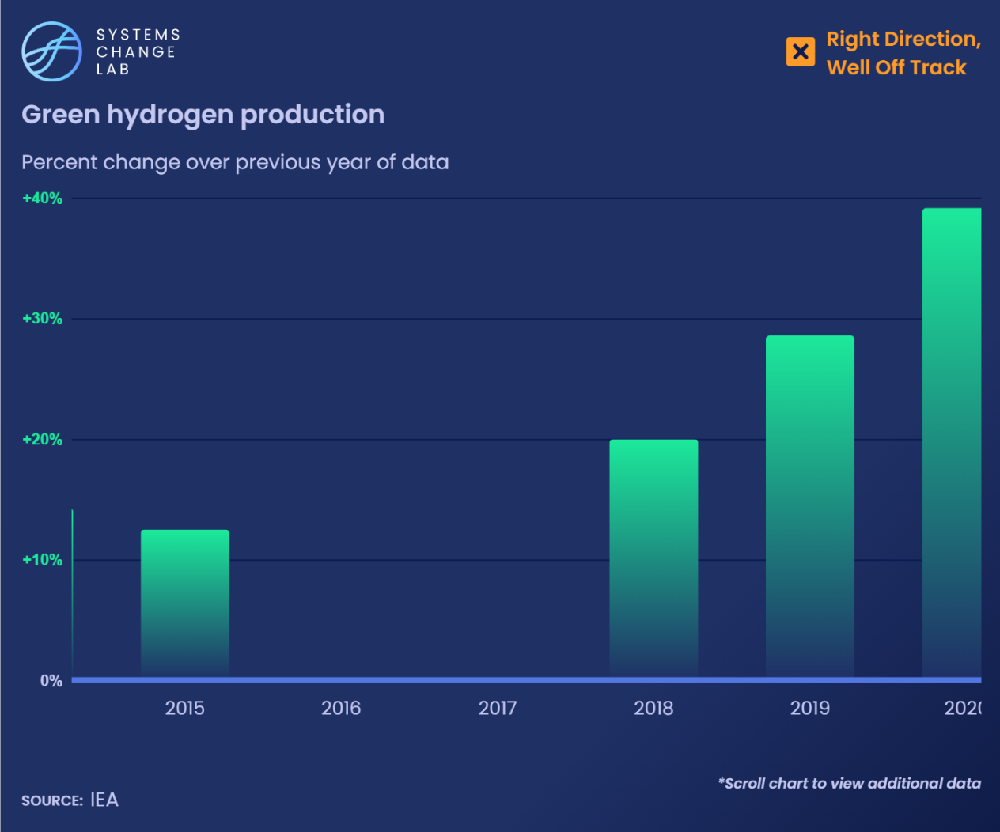 SYSTEMS
CHANGE
LAB
Right Direction,
Well Off Track
Green hydrogen production
Percent change over previous year of data
+40%
+30%
+20%
+10%
0%
2015
2016
2017
2018
2019
2020
*Scroll chart to view additional data
SOURCE: IEA